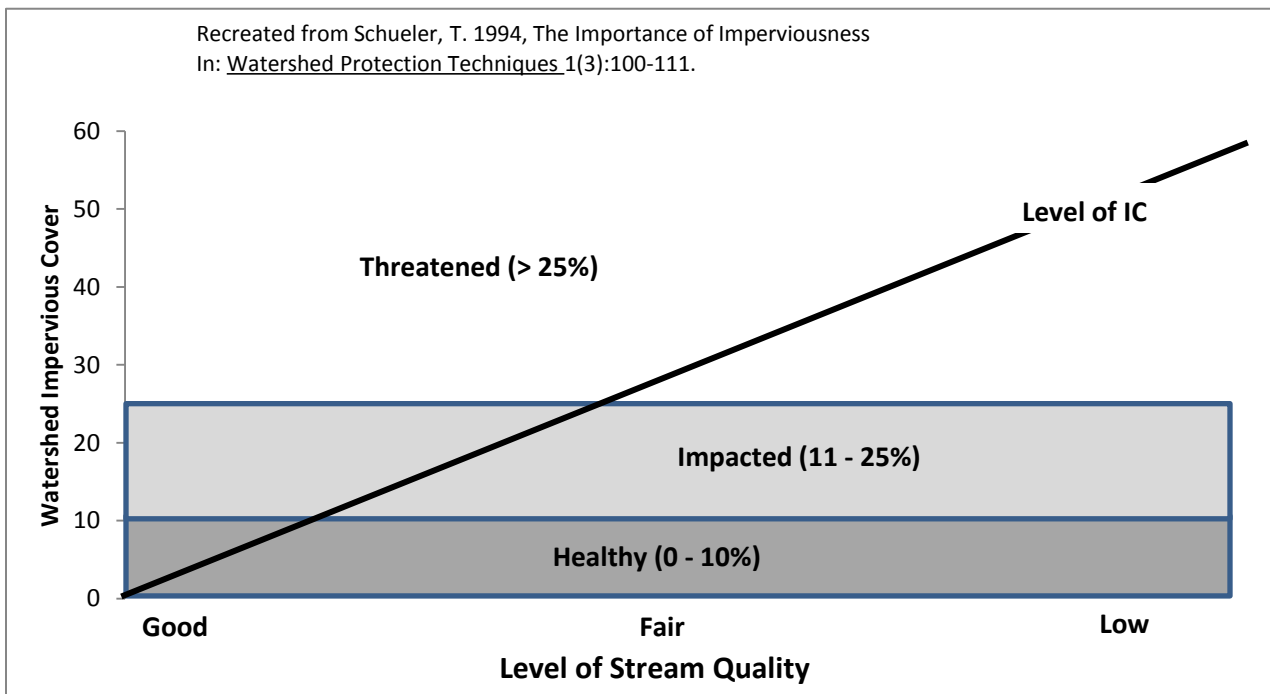 Recreated from Schueler, T. 1994, The Importance of Imperviousness
In: Watershed Protection Techniques 1(3):100-111.
Watershed Impervious Cover
60
50
40
30
20
10
0
Level of IC
Threatened (> 25%)
Impacted (11 - 25%)
Healthy (0 - 10%)
Good Fair Low
Level of Stream Quality